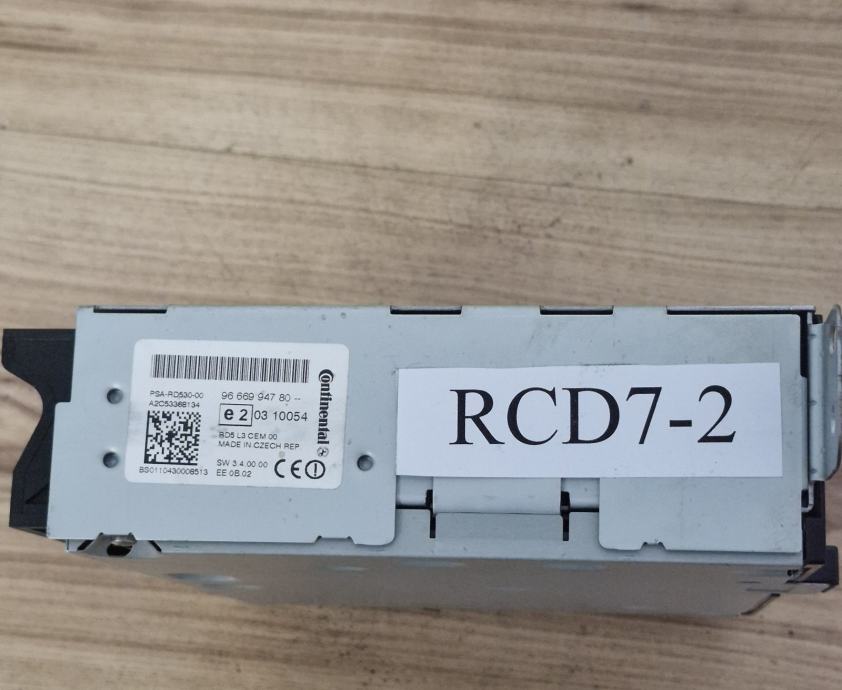 PSA-RD530-00
A2C53368134
96 669 947 80 --
e 2 03 10054
RD5 L3 CEM 00
MADE IN CZECH REP
SW 3.4.00 00
EE 0B.02
CE
BS0110430008513
Continental
RCD7-2